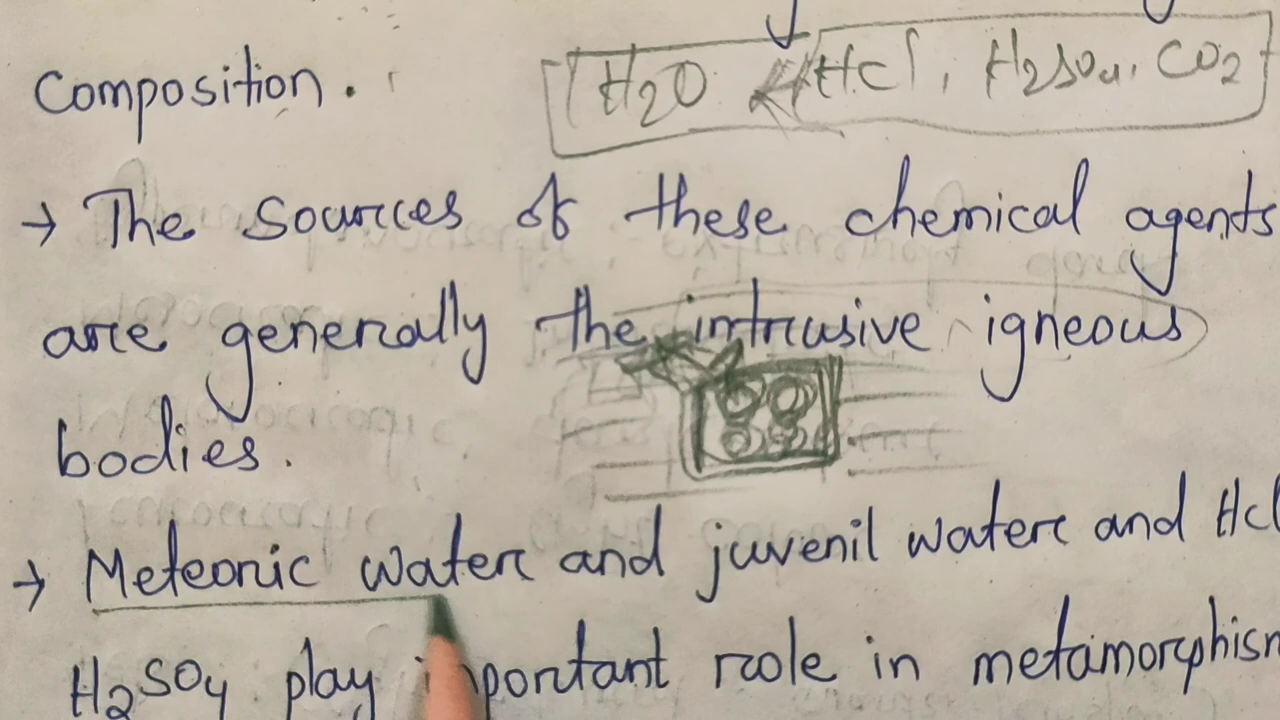 Composition.
H2O HCl, H2SO4, CO2
→ The sources of these chemical agents
are generally the intrusive igneous
bodies.
→ Meteoric water and juvenil water and HCl
H2SO4 play important role in metamorphism